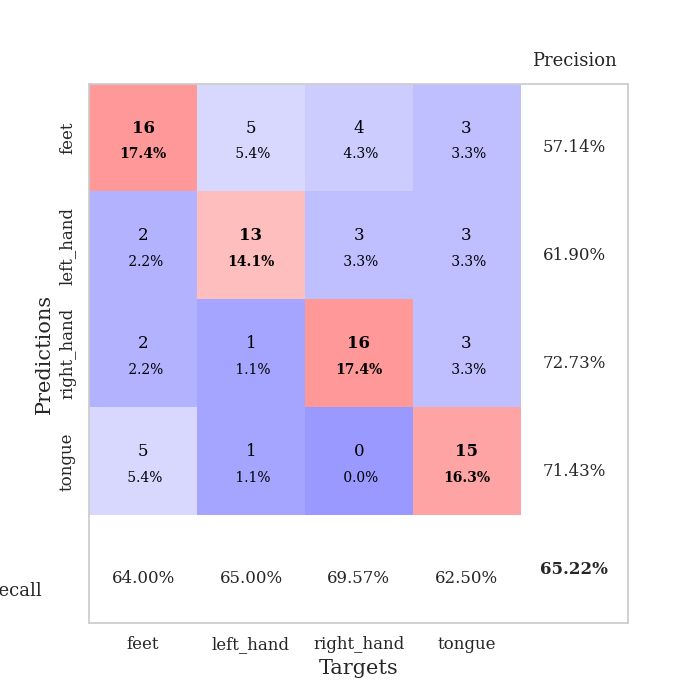 Precision
feet
16 5 4 3
17.4% 5.4% 4.3% 3.3%
57.14%
left_hand
2 13 3 3
2.2% 14.1% 3.3% 3.3%
61.90%
Predictions
right_hand
2 1 16 3
2.2% 1.1% 17.4% 3.3%
72.73%
tongue
5 1 0 15
5.4% 1.1% 0.0% 16.3%
71.43%
ecall
64.00% 65.00% 69.57% 62.50% 65.22%
feet left_hand right_hand tongue
Targets